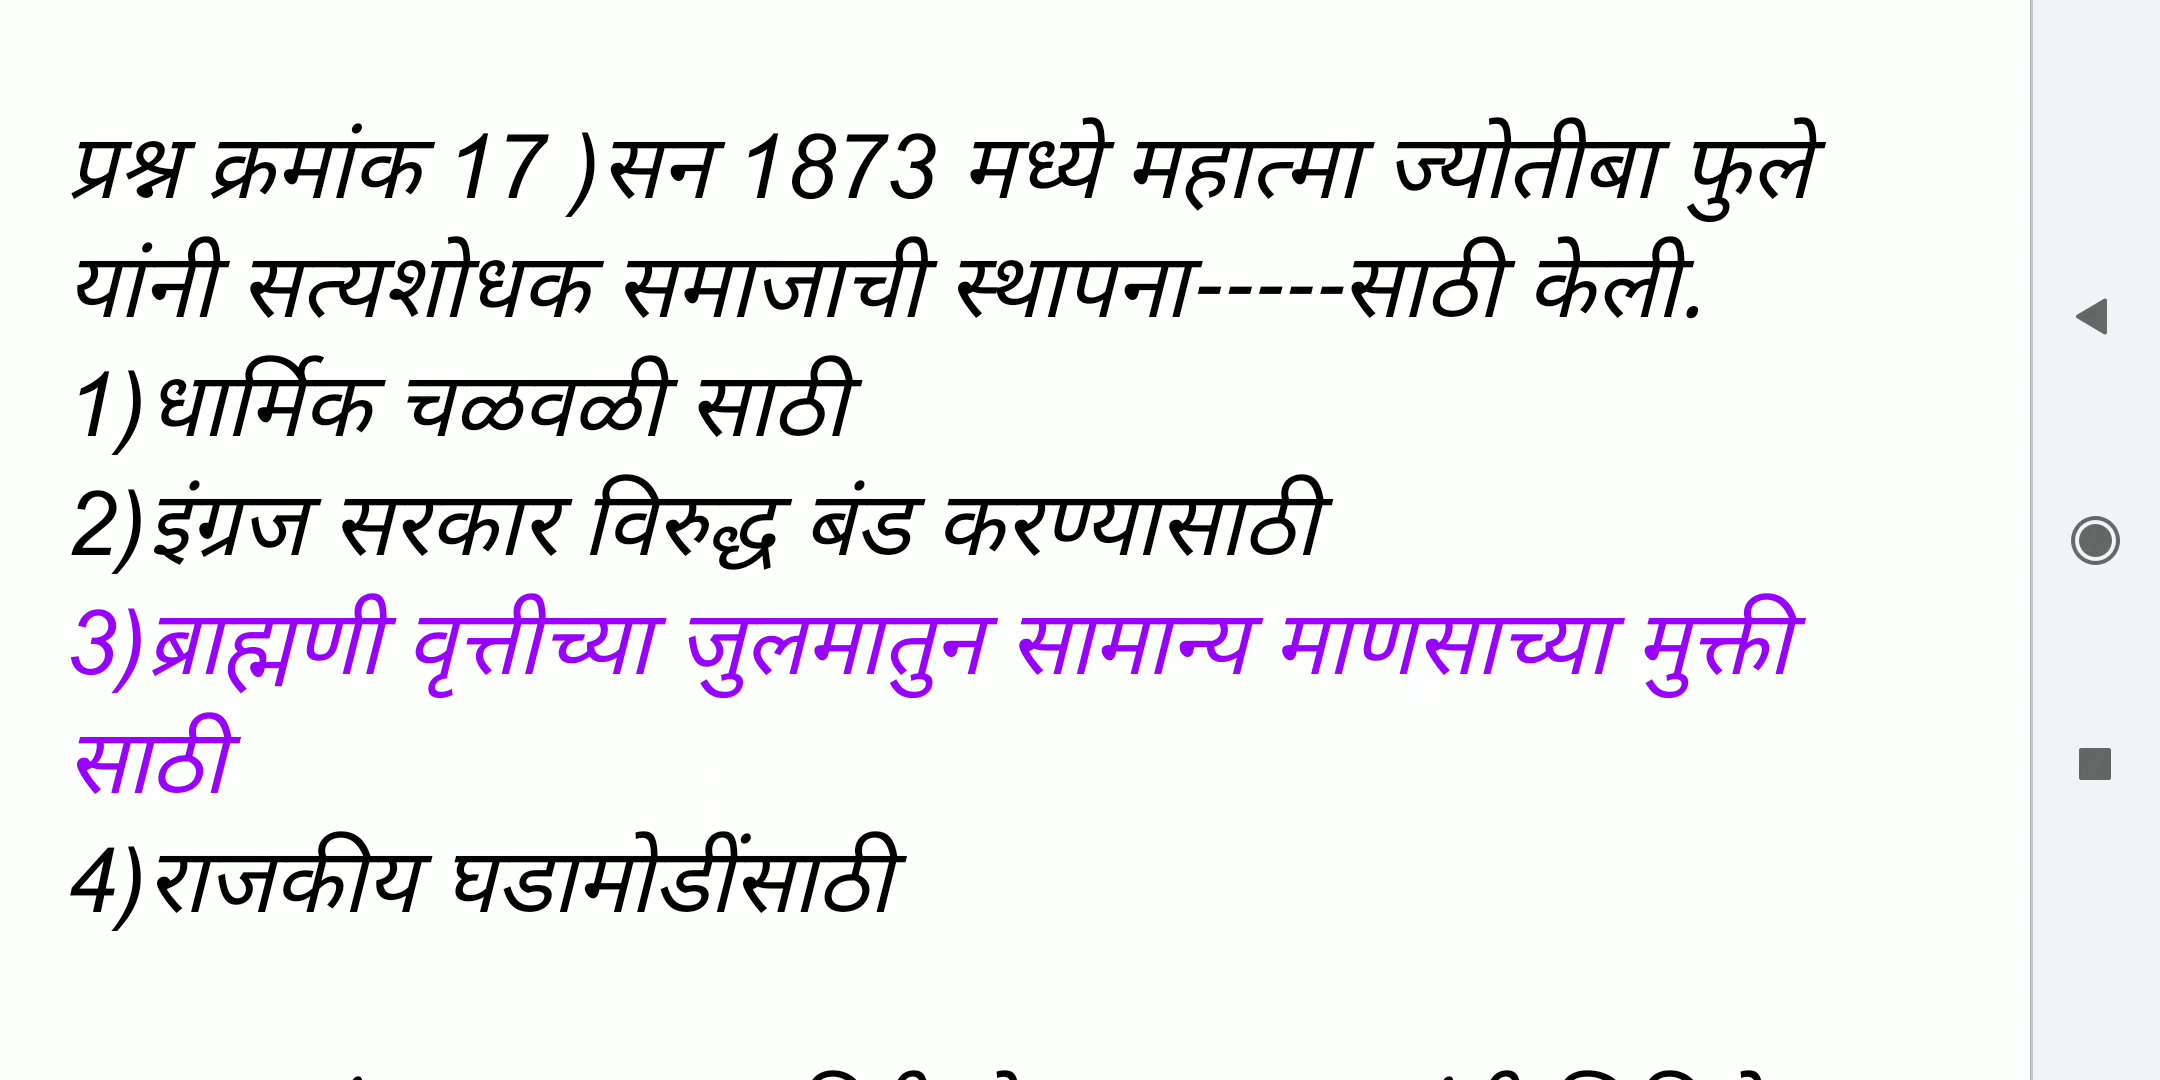 प्रश्न क्रमांक 17 )सन 1873 मध्ये महात्मा ज्योतीबा फुले
यांनी सत्यशोधक समाजाची स्थापना-----साठी केली.
1)धार्मिक चळवळी साठी
2)इंग्रज सरकार विरुद्ध बंड करण्यासाठी
3)ब्राह्मणी वृत्तीच्या जुलमातुन सामान्य माणसाच्या मुक्ती
साठी
4)राजकीय घडामोडींसाठी